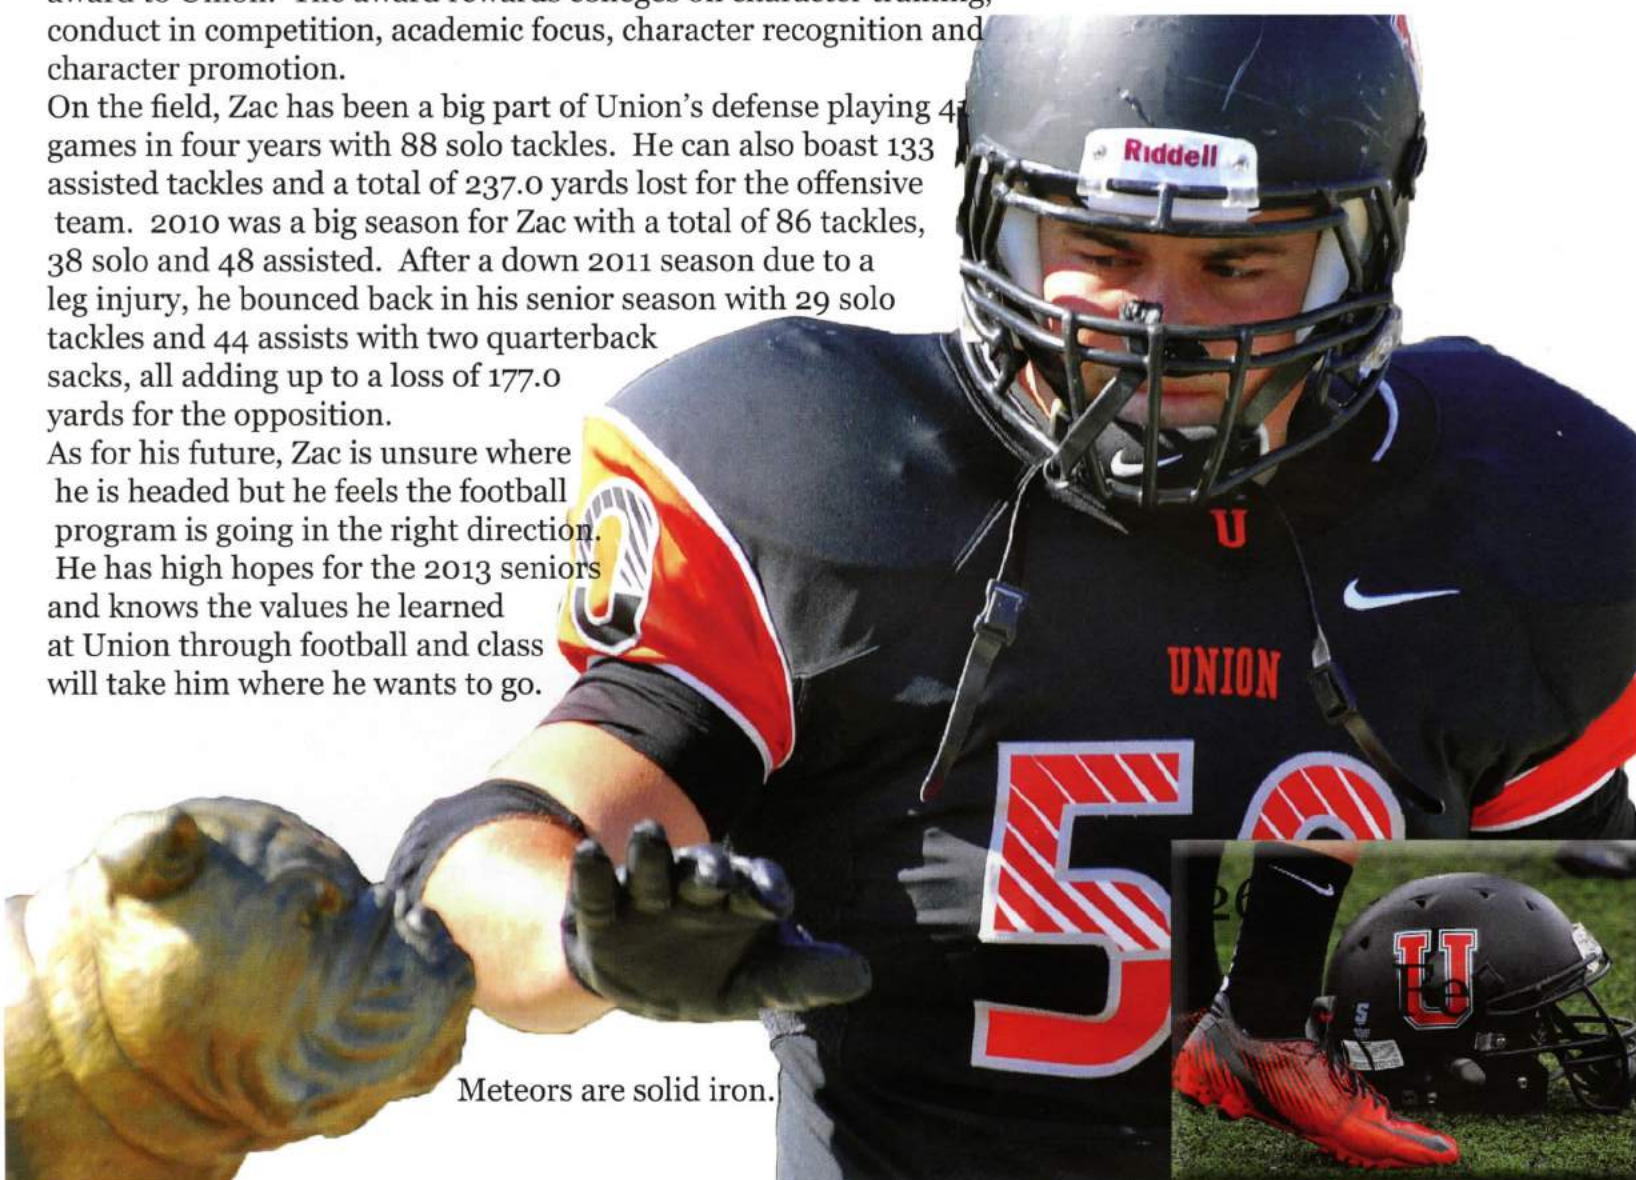 conduct in competition, academic focus, character recognition and
character promotion.
On the field, Zac has been a big part of Union's defense playing
games in four years with 88 solo tackles. He can also boast 133
assisted tackles and a total of 237.0 yards lost for the offensive
team. 2010 was a big season for Zac with a total of 86 tackles,
38 solo and 48 assisted. After a down 2011 season due to a
leg injury, he bounced back in his senior season with 29 solo
tackles and 44 assists with two quarterback
sacks, all adding up to a loss of 177.0
yards for the opposition.
As for his future, Zac is unsure where
he is headed but he feels the football
program is going in the right direction.
He has high hopes for the 2013 seniors
and knows the values he learned
at Union through football and class
will take him where he wants to go.
Riddell
U
UNION
5
26
U
Fe
Meteors are solid iron.